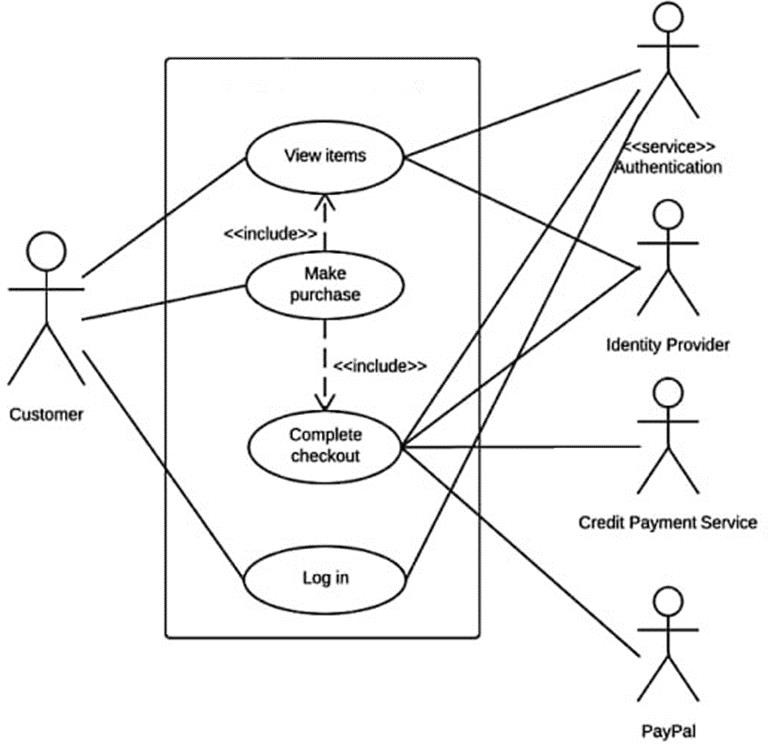 <<service>>
Authentication
View items
<<include>>
Make
purchase
Identity Provider
<<include>>
Customer
Complete
checkout
Credit Payment Service
Log in
PayPal